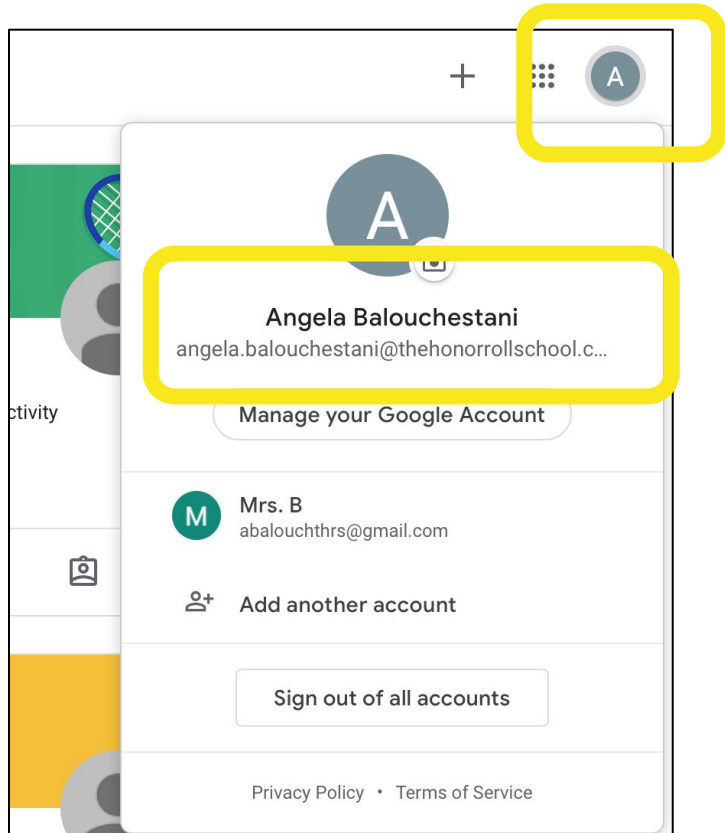 A
A
Angela Balouchestani
angela.balouchestani@thehonorrollschool.c...
ctivity
Manage your Google Account
M
Mrs. B
abalouchthrs@gmail.com
Add another account
Sign out of all accounts
Privacy Policy • Terms of Service